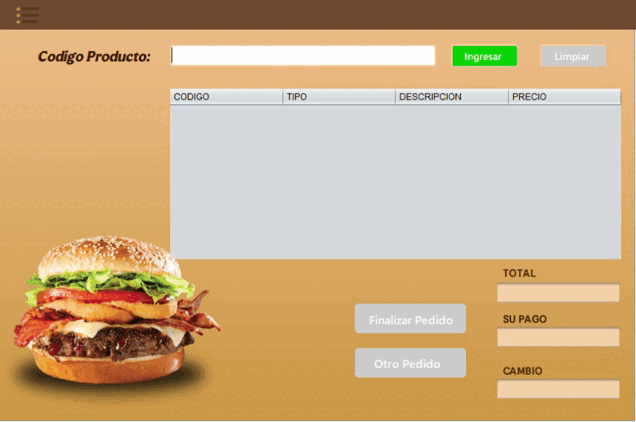 Codigo Producto:
Ingresar
Limpiar
CODIGO TIPO DESCRIPCION PRECIO
TOTAL
Finalizar Pedido
SU PAGO
Otro Pedido
CAMBIO